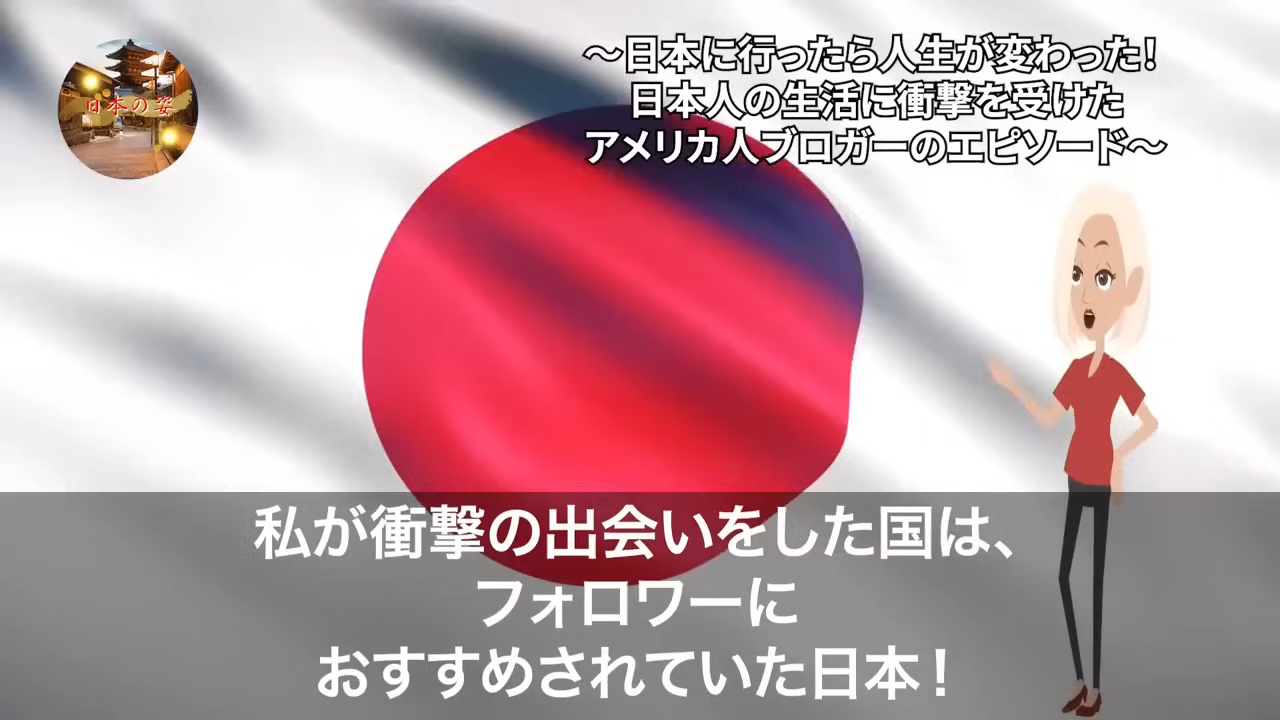 日本の姿
〜日本に行ったら人生が変わった!
日本人の生活に衝撃を受けた
アメリカ人ブロガーのエピソード〜
私が衝撃の出会いをした国は、
フォロワーに
おすすめされていた日本!